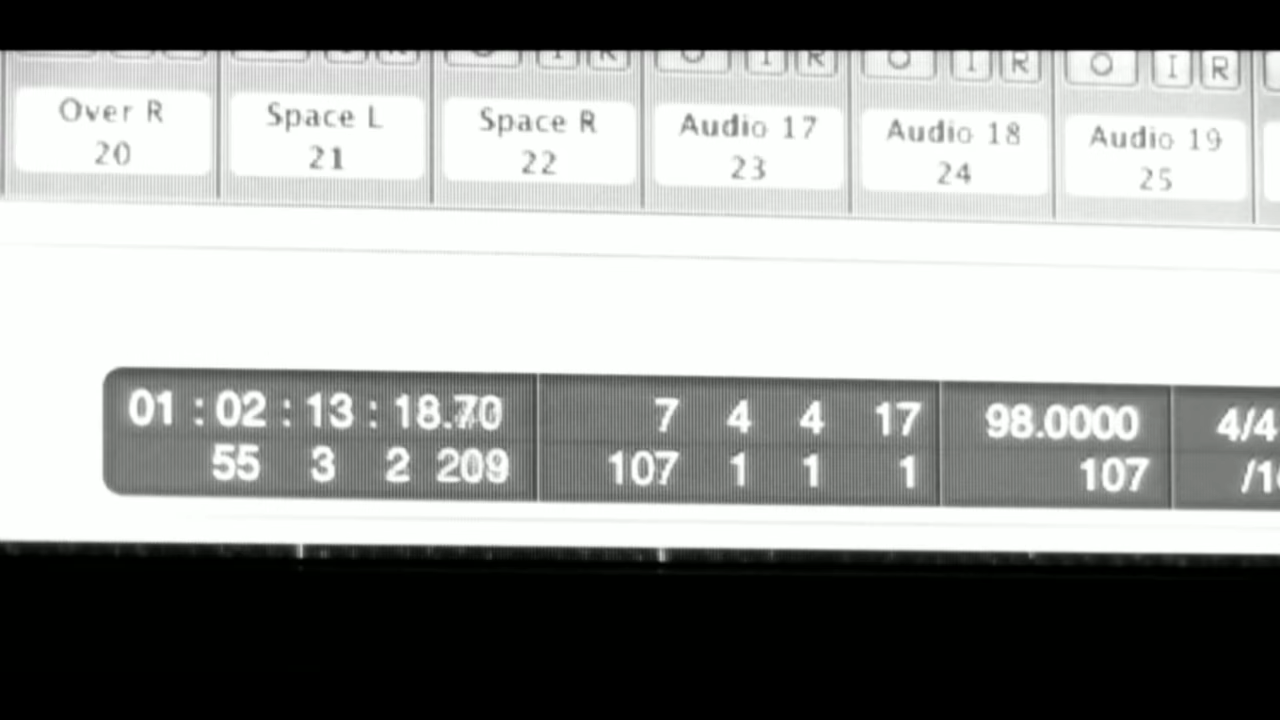 O I R O I R O I R O I R
Over R Space L Space R Audio 17 Audio 18 Audio 19
20 21 22 23 24 25
01 : 02 : 13 : 18.70 7 4 4 17 98.0000 4/4
55 3 2 209 107 1 1 1 107